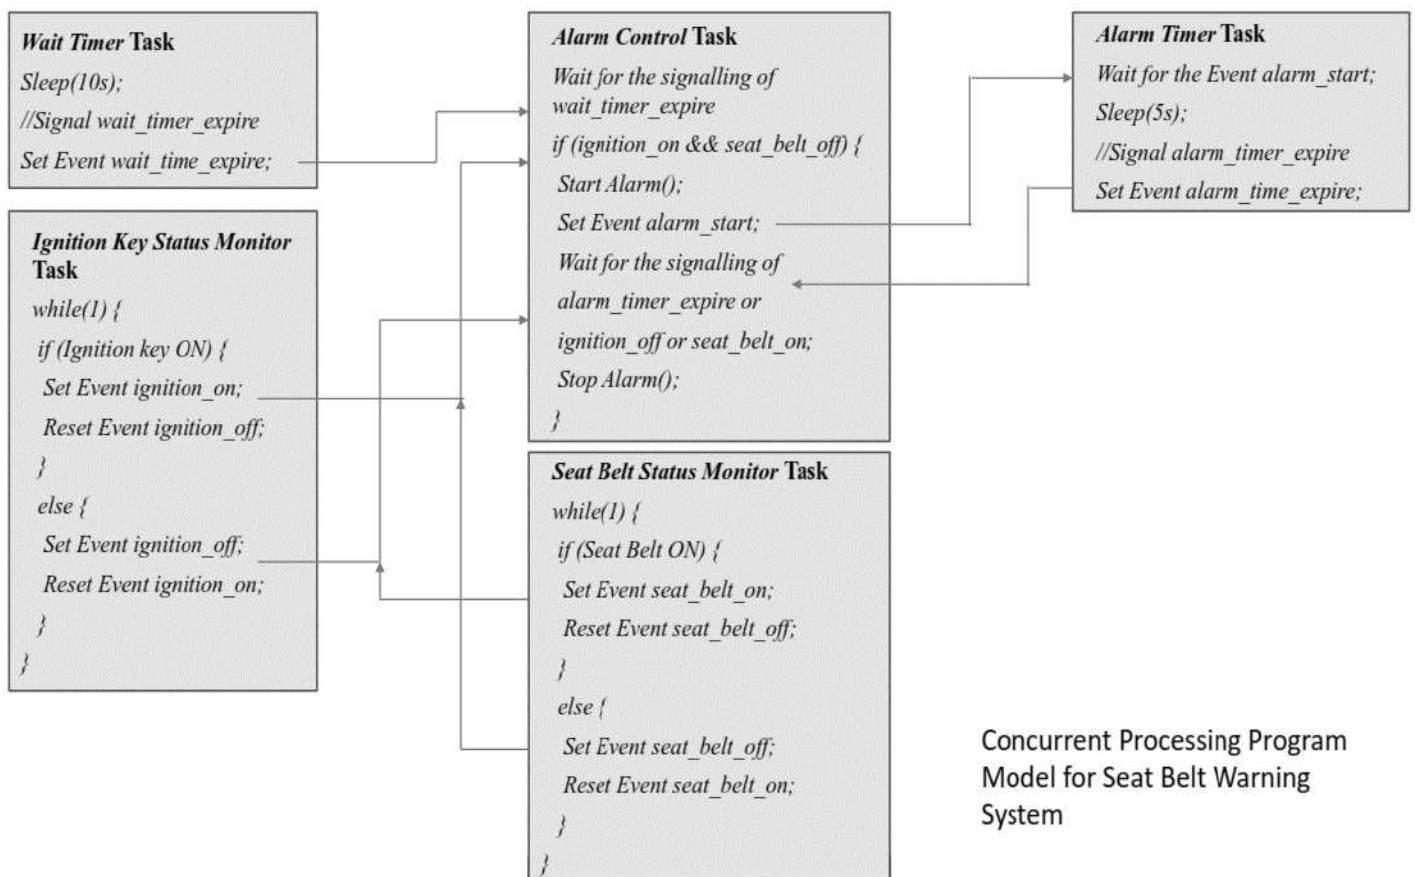 Wait Timer Task
Sleep(10s);
//Signal wait_timer_expire
Set Event wait_time_expire;
Ignition Key Status Monitor
Task
while(1) {
if (Ignition key ON) {
Set Event ignition_on;
Reset Event ignition_off;
}
else {
Set Event ignition_off;
Reset Event ignition_on;
}
}
Alarm Control Task
Wait for the signalling of
wait_timer_expire
if (ignition_on && seat_belt_off) {
Start Alarm();
Set Event alarm_start;
Wait for the signalling of
alarm_timer_expire or
ignition_off or seat_belt_on;
Stop Alarm();
}
Seat Belt Status Monitor Task
while(1) {
if (Seat Belt ON) {
Set Event seat_belt_on;
Reset Event seat_belt_off;
}
else {
Set Event seat_belt_off;
Reset Event seat_belt_on;
}
}
Alarm Timer Task
Wait for the Event alarm_start;
Sleep(5s);
//Signal alarm_timer_expire
Set Event alarm_time_expire;
Concurrent Processing Program
Model for Seat Belt Warning
System